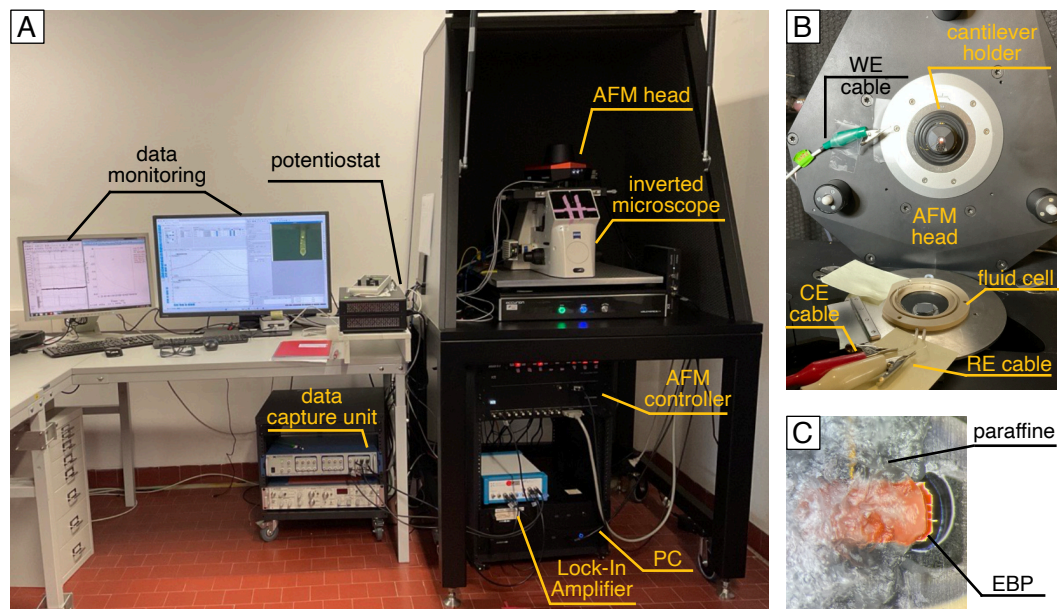 A
data
monitoring
potentiostat
AFM head
inverted
microscope
data
capture unit
AFM
controller
Lock-In
Amplifier
PC
B
cantilever
holder
WE
cable
AFM
head
fluid cell
CE
cable
RE cable
C
paraffine
EBP